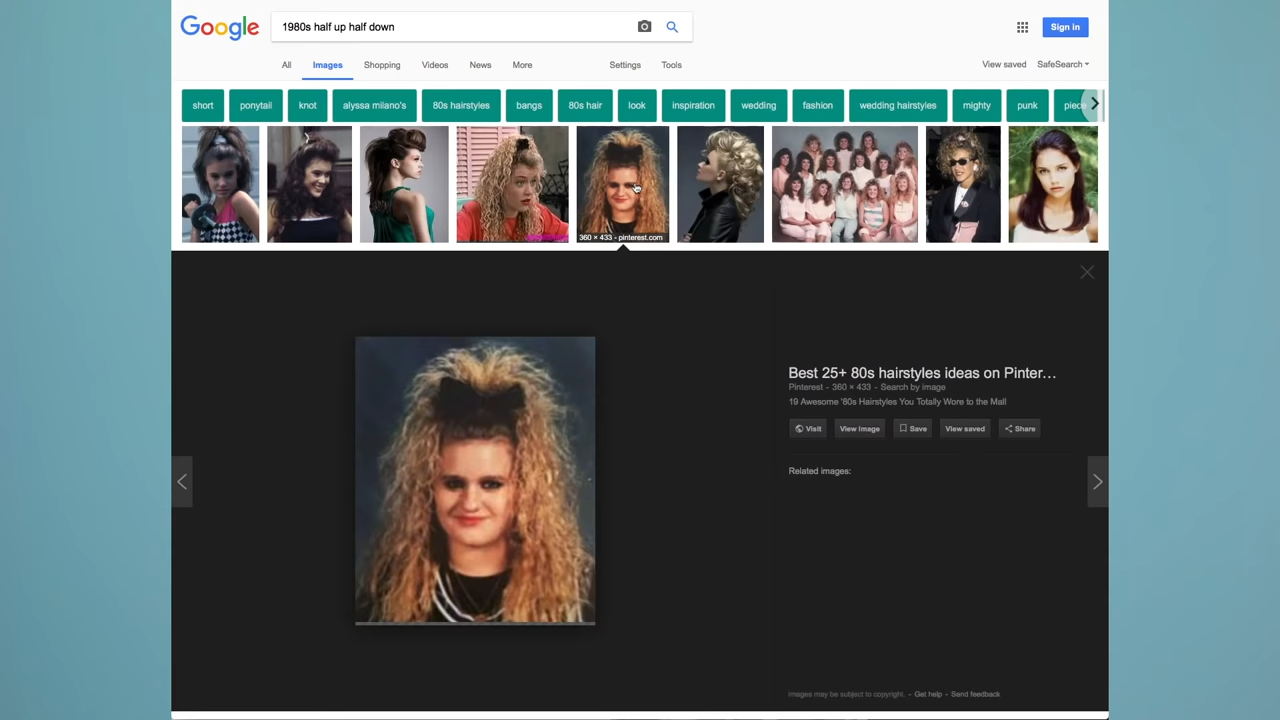 Google
1980s half up half down
Sign in
All Images Shopping Videos News More Settings Tools
View saved SafeSearch
short ponytail knot alyssa milano's 80s hairstyles bangs 80s hair look inspiration wedding fashion wedding hairstyles mighty punk
360 × 433 - pinterest.com
Best 25+ 80s hairstyles ideas on Pinter...
Pinterest - 360 × 433 - Search by image
19 Awesome '80s Hairstyles You Totally Wore to the Mall
Visit View image Save View saved Share
Related images:
Images may be subject to copyright. - Get help - Send feedback